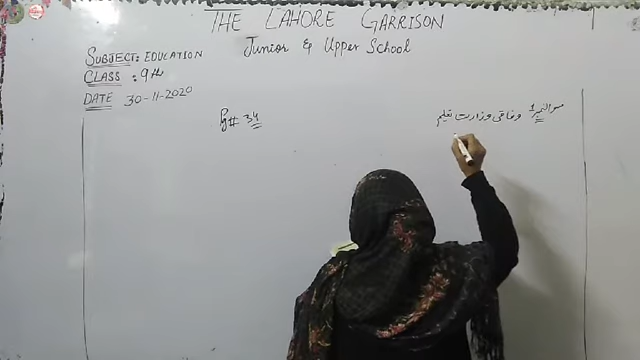 THE LAHORE GARRISON
Junior & Upper School
SUBJECT: EDUCATION
CLASS : 9th
DATE 30-11-2020
Pg# 34
سوال نمبر 1 وفاقی وزارت تعلیم